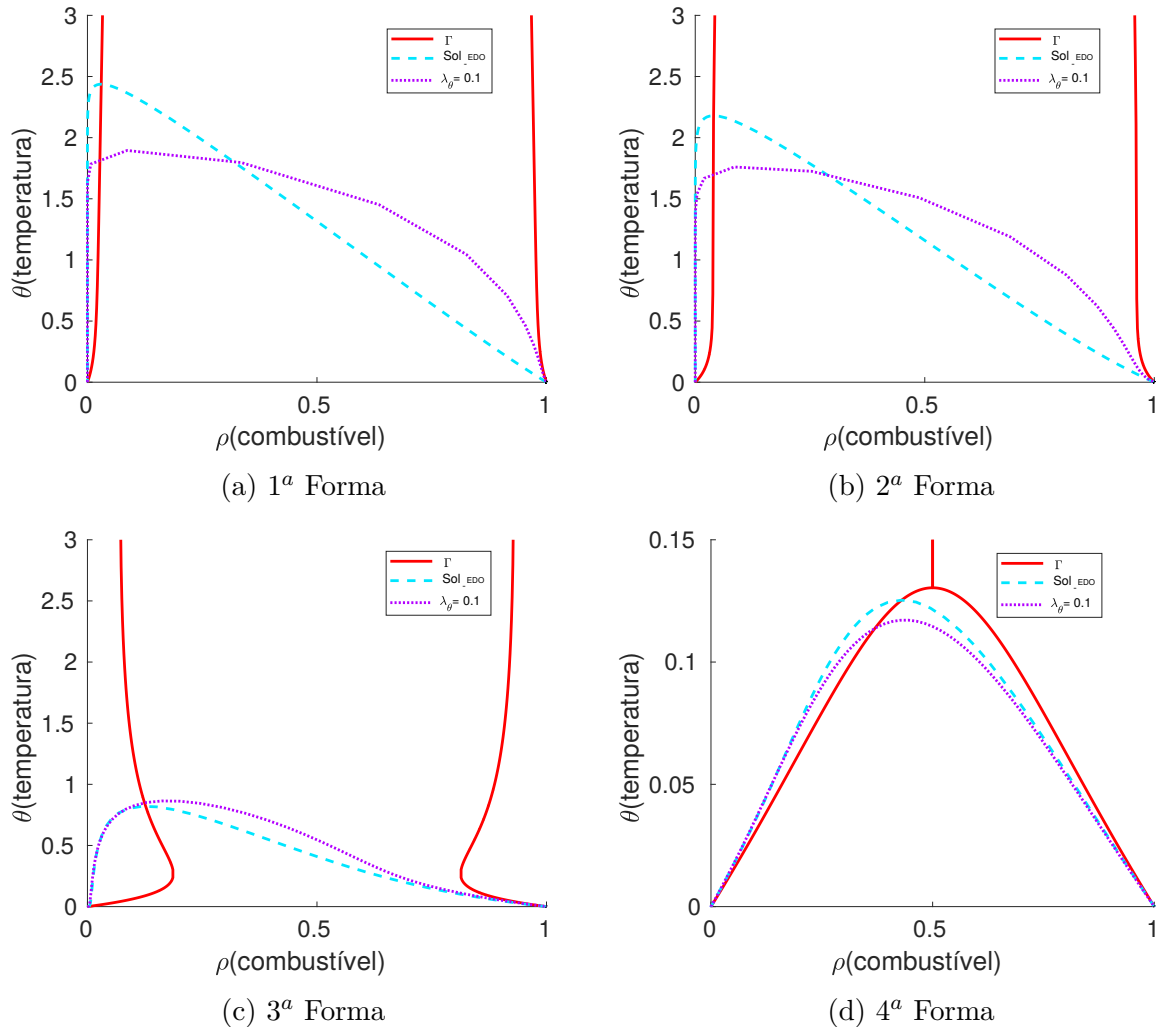 3
2.5
2
1.5
1
0.5
0
θ(temperatura)
0
0.5
1
ρ(combustível)
Γ
Sol_EDO
λθ= 0.1
(a) 1ª Forma
3
2.5
2
1.5
1
0.5
0
θ(temperatura)
0
0.5
1
ρ(combustível)
Γ
Sol_EDO
λθ= 0.1
(b) 2ª Forma
3
2.5
2
1.5
1
0.5
0
θ(temperatura)
0
0.5
1
ρ(combustível)
Γ
Sol_EDO
λθ= 0.1
(c) 3ª Forma
0.15
0.1
0.05
0
θ(temperatura)
0
0.5
1
ρ(combustível)
Γ
Sol_EDO
λθ= 0.1
(d) 4ª Forma